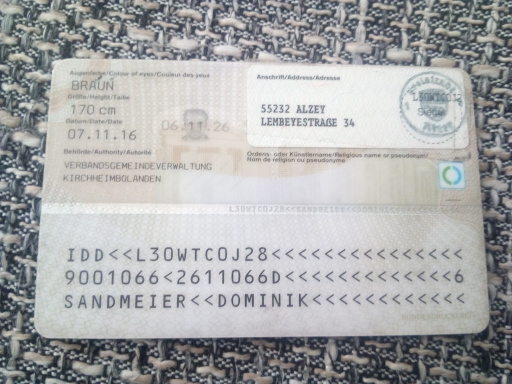 Augenfarbe/Colour of eyes/Couleur des yeux
BRAUN
Größe/Height/Taille
170 cm
Datum/Date/Date
07.11.16
06.11.26
Behörde/Authority/Autorité
VERBANDSGEMEINDEVERWALTUNG
KIRCHHEIMBOLANDEN
Anschrift/Address/Adresse
55232 ALZEY
LEMBEYESTRAßE 34
Ordens- oder Künstlername/Religious name or pseudonym/
Nom de religion ou pseudonyme
IDD<<L30WTC0J28<<<<<<<<<<<<<<<
9001066<2611066D<<<<<<<<<<<<<6
SANDMEIER<<DOMINIK<<<<<<<<<<<<